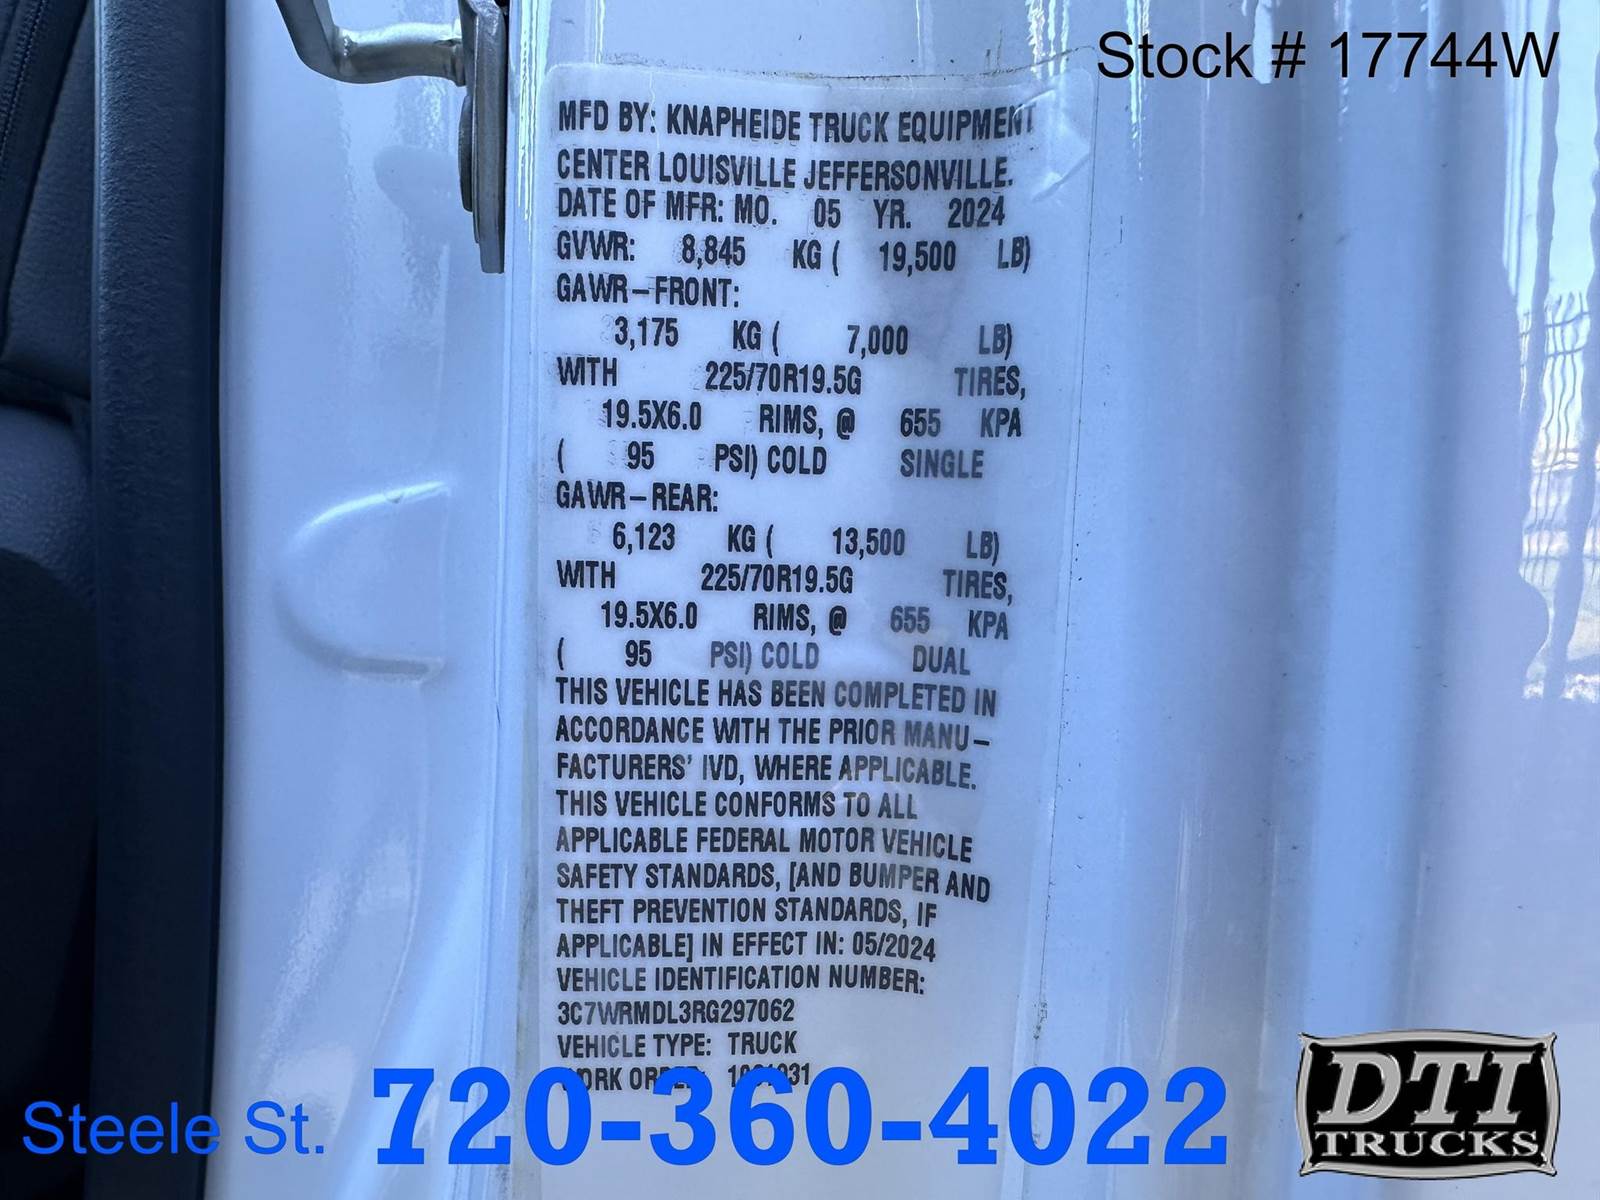 Stock # 17744W
MFD BY: KNAPHEIDE TRUCK EQUIPMENT
CENTER LOUISVILLE JEFFERSONVILLE.
DATE OF MFR: MO. 05 YR. 2024
GVWR: 8,845 KG ( 19,500 LB)
GAWR-FRONT:
3,175 KG ( 7,000 LB)
WITH 225/70R19.5G TIRES,
19.5X6.0 RIMS, @ 655 KPA
( 95 PSI) COLD SINGLE
GAWR-REAR:
6,123 KG ( 13,500 LB)
WITH 225/70R19.5G TIRES,
19.5X6.0 RIMS, @ 655 KPA
( 95 PSI) COLD DUAL
THIS VEHICLE HAS BEEN COMPLETED IN
ACCORDANCE WITH THE PRIOR MANU-
FACTURERS' IVD, WHERE APPLICABLE.
THIS VEHICLE CONFORMS TO ALL
APPLICABLE FEDERAL MOTOR VEHICLE
SAFETY STANDARDS, [AND BUMPER AND
THEFT PREVENTION STANDARDS, IF
APPLICABLE] IN EFFECT IN: 05/2024
VEHICLE IDENTIFICATION NUMBER:
3C7WRMDL3RG297062
VEHICLE TYPE: TRUCK
WORK ORDER:
Steele St. 720-360-4022
DTI
TRUCKS